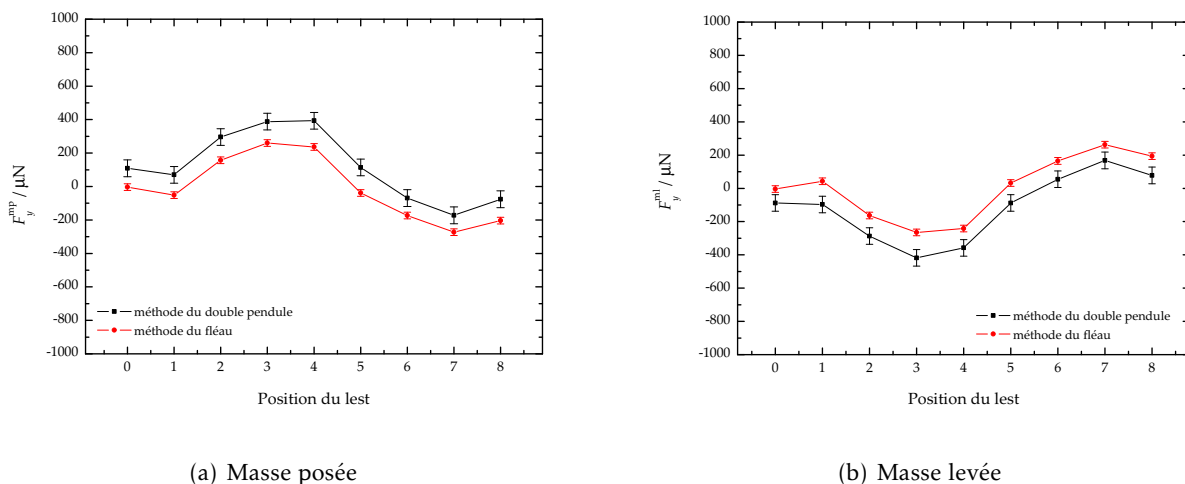 1000
800
600
400
200
0
-200
-400
-600
-800
-1000
F_y^mp / µN
méthode du double pendule
méthode du fléau
0 1 2 3 4 5 6 7 8
Position du lest
(a) Masse posée
1000
800
600
400
200
0
-200
-400
-600
-800
-1000
F_y^ml / µN
méthode du double pendule
méthode du fléau
0 1 2 3 4 5 6 7 8
Position du lest
(b) Masse levée